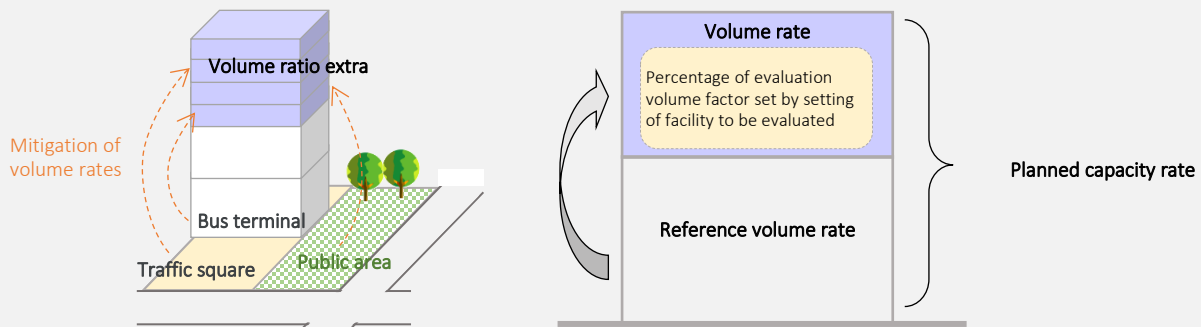 Volume ratio extra
Mitigation of
volume rates
Bus terminal
Traffic square
Public area
Volume rate
Percentage of evaluation
volume factor set by setting
of facility to be evaluated
Reference volume rate
Planned capacity rate